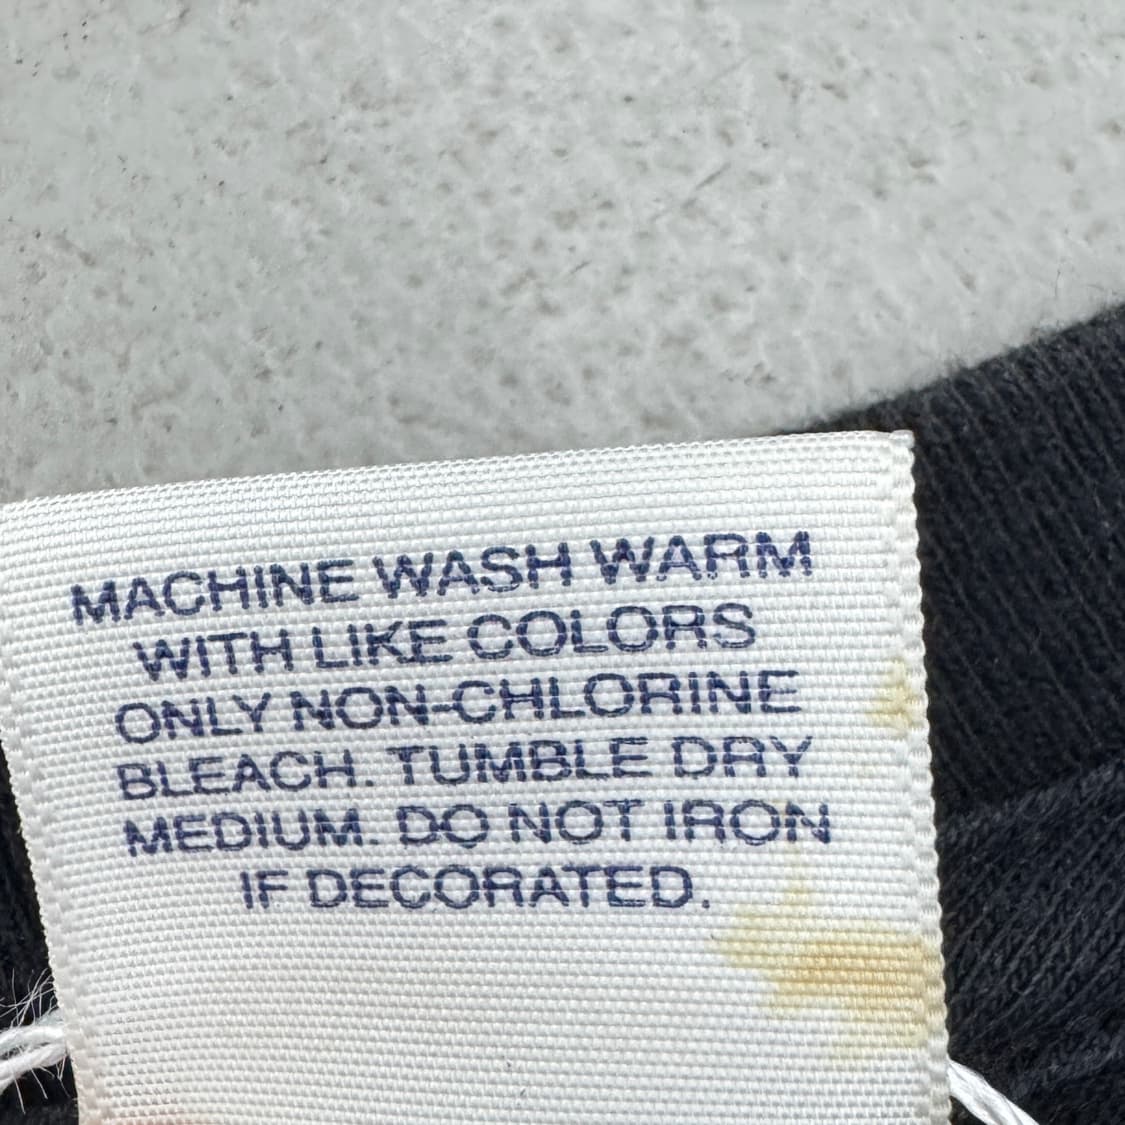 MACHINE WASH WARM
WITH LIKE COLORS
ONLY NON-CHLORINE
BLEACH. TUMBLE DRY
MEDIUM. DO NOT IRON
IF DECORATED.